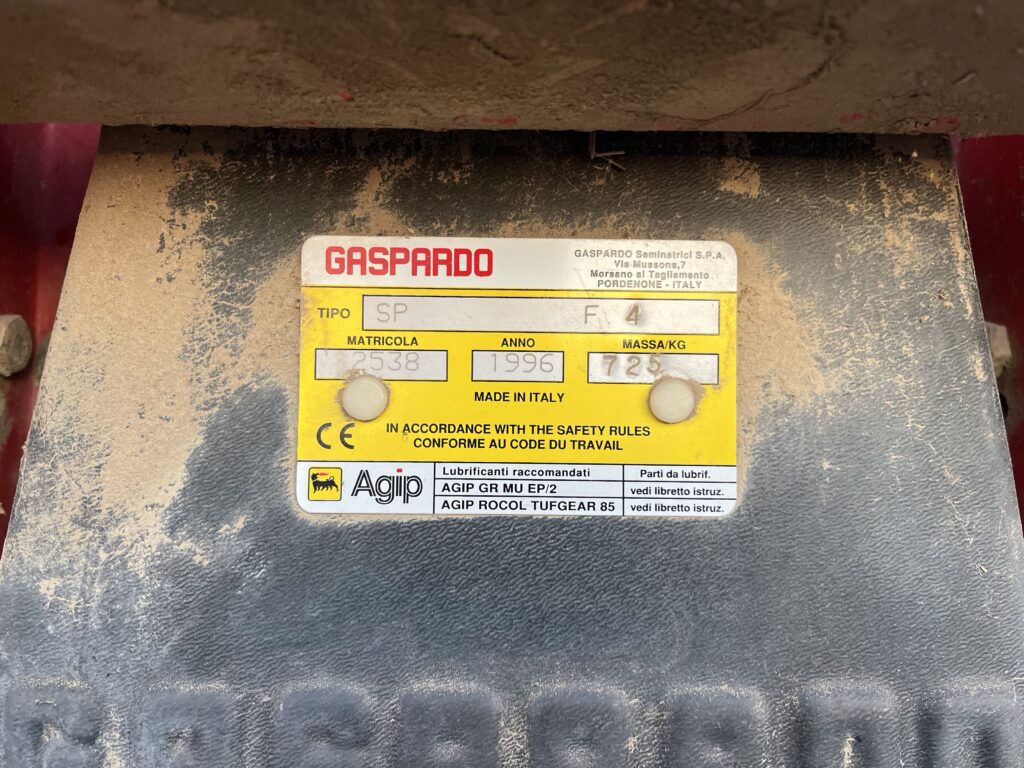 GASPARDO
GASPARDO Seminatrici S.P.A.
Via Mussons,7
Morsano al Tagliamento
PORDENONE - ITALY
TIPO SP F 4
MATRICOLA ANNO MASSA/KG
2538 1996 725
MADE IN ITALY
CE IN ACCORDANCE WITH THE SAFETY RULES
CONFORME AU CODE DU TRAVAIL
Agip
Lubrificanti raccomandati Parti da lubrif.
AGIP GR MU EP/2 vedi libretto istruz.
AGIP ROCOL TUFGEAR 85 vedi libretto istruz.
GASPARDO